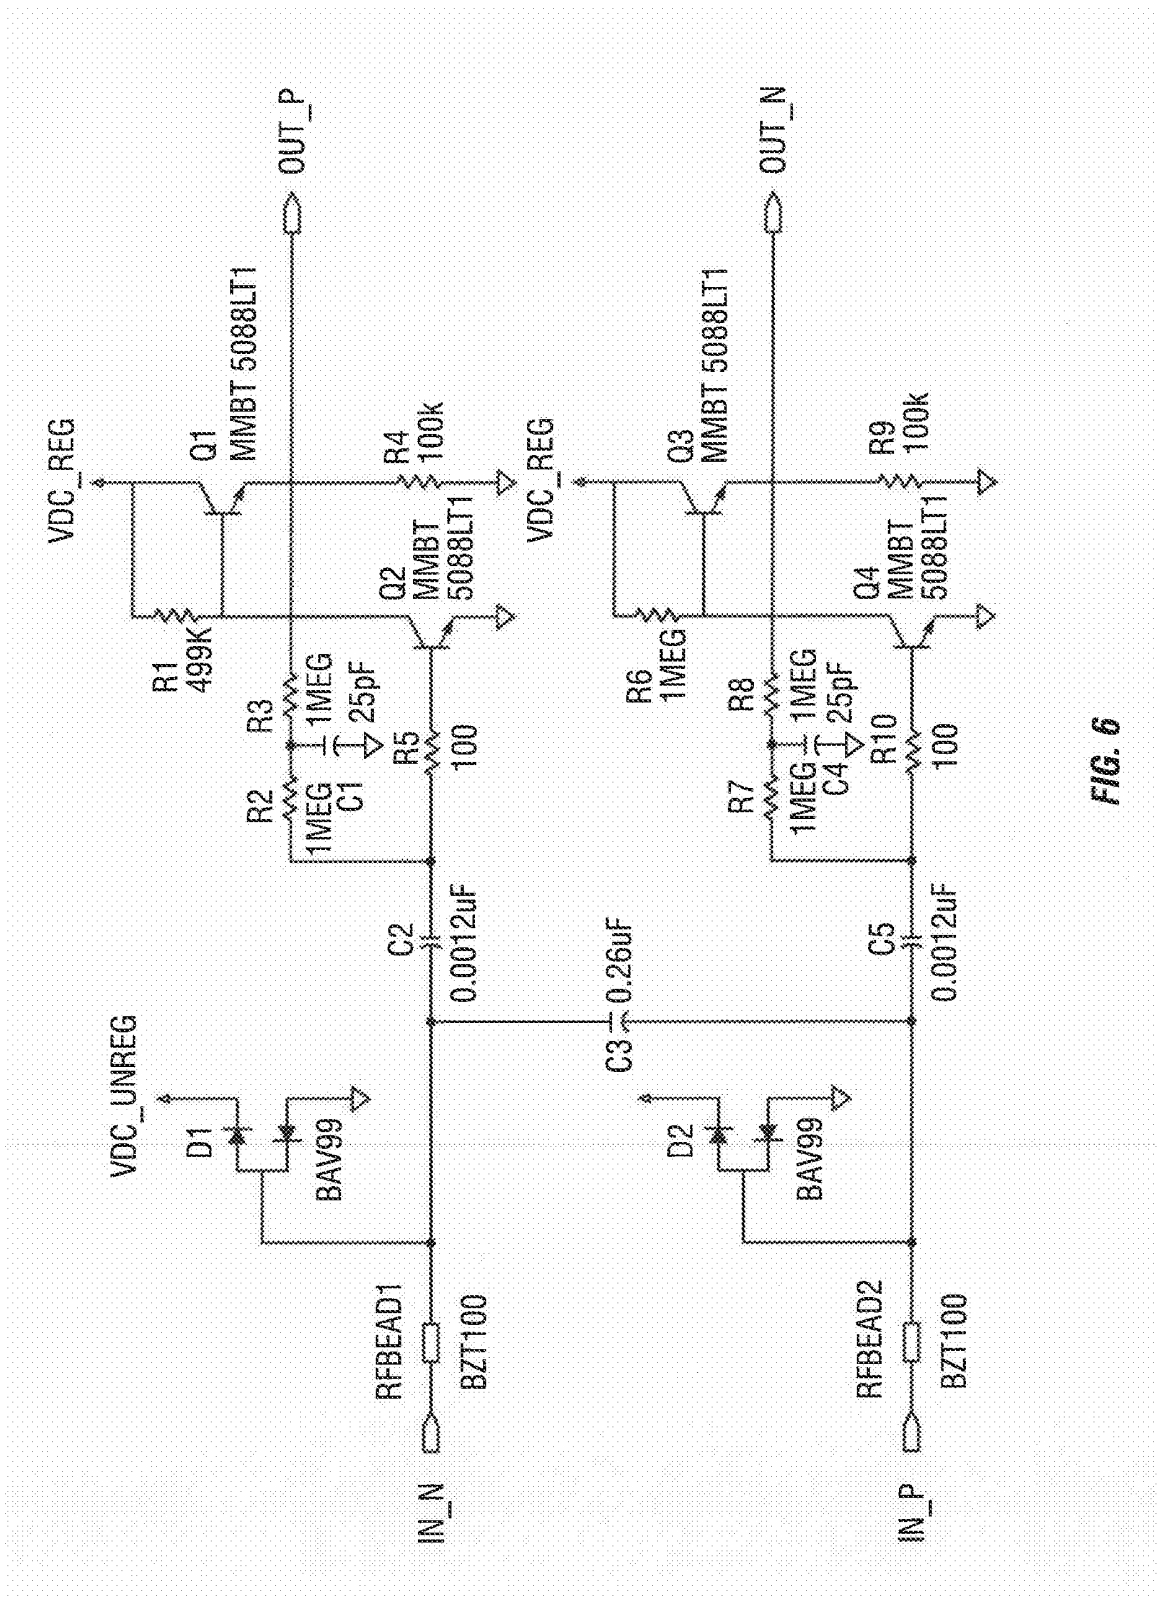 VDC_REG
Q1
MMBT 5088LT1
OUT_P
R1
499K
R3
1MEG
25pF
R4
100k
Q2
MMBT
5088LT1
R2
1MEG
C1
R5
100
VDC_UNREG
D1
BAV99
C2
0.0012uF
RFBEAD1
BZT100
IN_N
C3
0.26uF
VDC_REG
Q3
MMBT 5088LT1
OUT_N
R6
1MEG
R8
1MEG
25pF
R9
100k
Q4
MMBT
5088LT1
R7
1MEG
C4
R10
100
D2
BAV99
C5
0.0012uF
RFBEAD2
BZT100
IN_P
FIG. 6